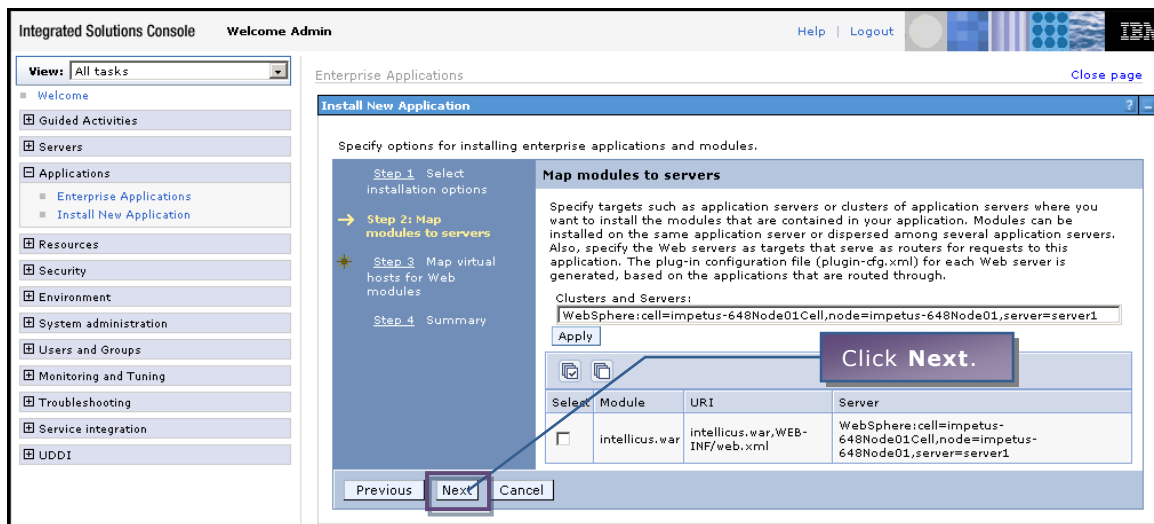 Integrated Solutions Console Welcome Admin
Help | Logout
IBM
View: All tasks
Welcome
Guided Activities
Servers
Applications
Enterprise Applications
Install New Application
Resources
Security
Environment
System administration
Users and Groups
Monitoring and Tuning
Troubleshooting
Service integration
UDDI
Enterprise Applications
Close page
Install New Application
? -
Specify options for installing enterprise applications and modules.
Step 1 Select
installation options
Step 2: Map
modules to servers
Step 3 Map virtual
hosts for Web
modules
Step 4 Summary
Map modules to servers
Specify targets such as application servers or clusters of application servers where you
want to install the modules that are contained in your application. Modules can be
installed on the same application server or dispersed among several application servers.
Also, specify the Web servers as targets that serve as routers for requests to this
application. The plug-in configuration file (plugin-cfg.xml) for each Web server is
generated, based on the applications that are routed through.
Clusters and Servers:
WebSphere:cell=impetus-648Node01Cell,node=impetus-648Node01,server=server1
Apply
Click Next.
Select Module URI Server
intellicus.war
intellicus.war,WEB-
INF/web.xml
WebSphere:cell=impetus-
648Node01Cell,node=impetus-
648Node01,server=server1
Previous Next Cancel